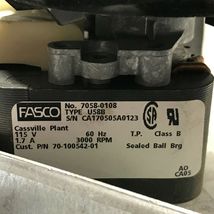 FASCO
No. 7058-0108
TYPE U58B
S/N CA170505A0123
Cassville Plant
115 V 60 Hz T.P. Class B
1.7 A 3000 RPM
Cust. P/N 70-100542-01 Sealed Ball Brg
AO
CA05